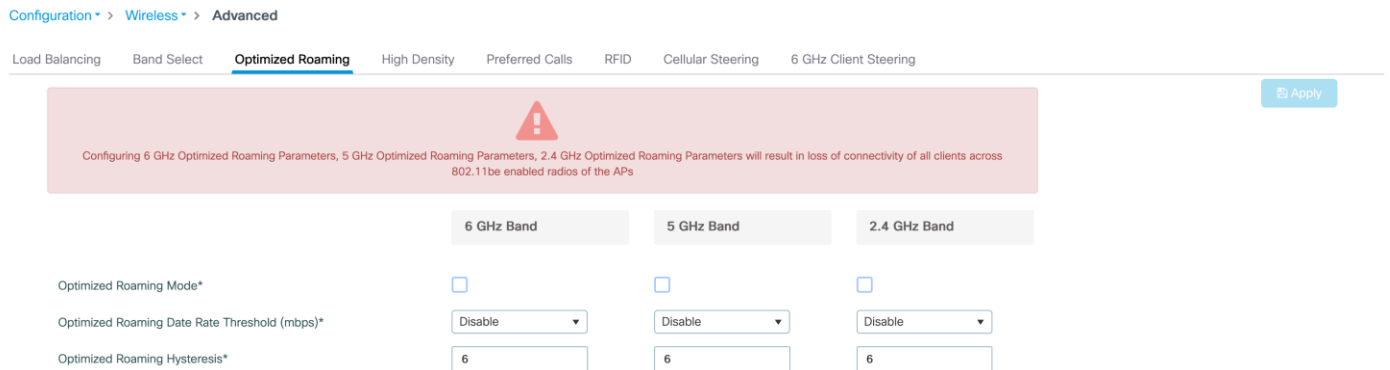 Configuration > Wireless > Advanced
Load Balancing Band Select Optimized Roaming High Density Preferred Calls RFID Cellular Steering 6 GHz Client Steering
Apply
Configuring 6 GHz Optimized Roaming Parameters, 5 GHz Optimized Roaming Parameters, 2.4 GHz Optimized Roaming Parameters will result in loss of connectivity of all clients across
802.11be enabled radios of the APs
6 GHz Band 5 GHz Band 2.4 GHz Band
Optimized Roaming Mode*
Optimized Roaming Date Rate Threshold (mbps)* Disable Disable Disable
Optimized Roaming Hysteresis* 6 6 6